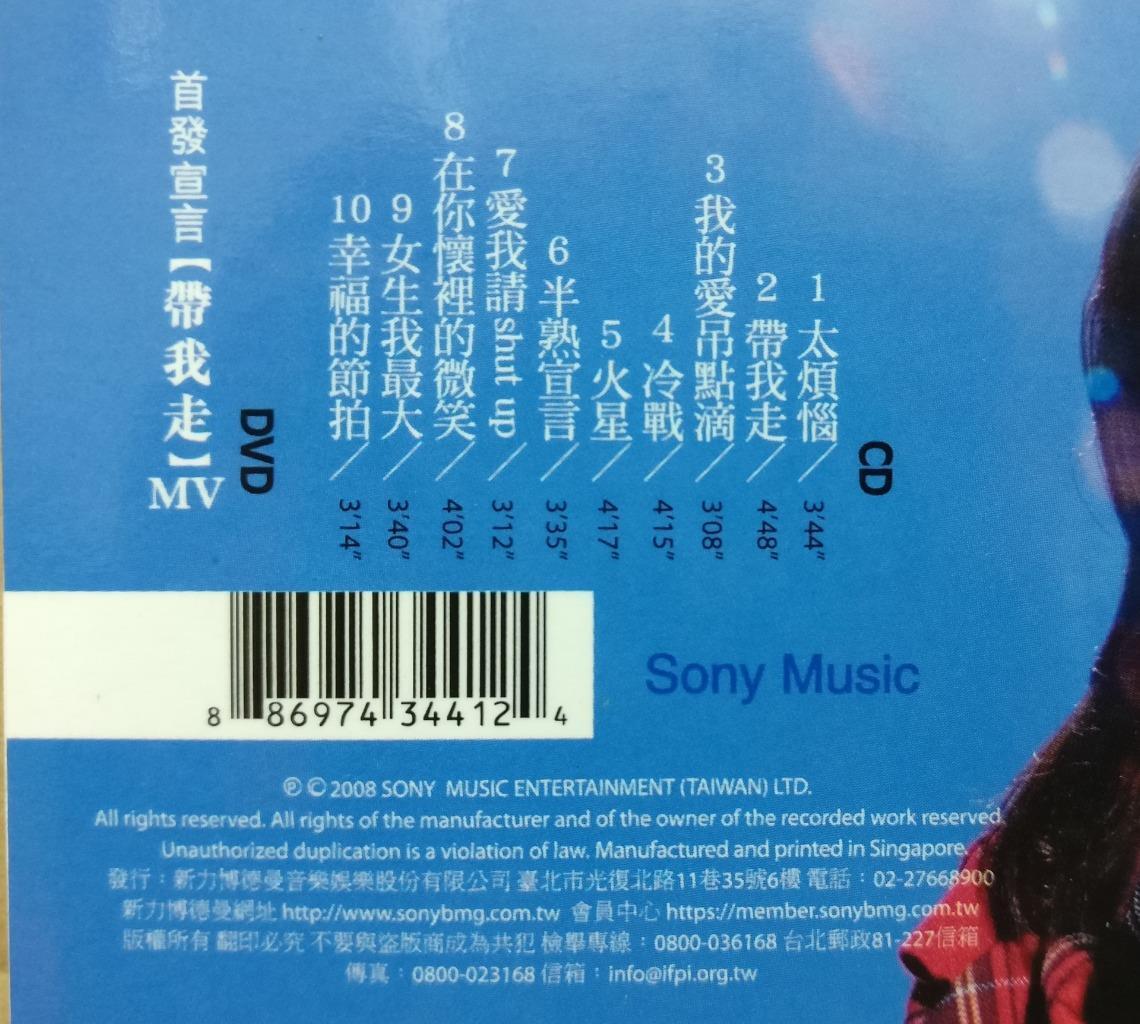 CD
1 太煩惱／3'44"
2 帶我走／4'48"
3 我的愛吊點滴／3'08"
4 冷戰／4'15"
5 火星／4'17"
6 半熟宣言／3'35"
7 愛我請shut up／3'12"
8 在你懷裡的微笑／4'02"
9 女生我最大／3'40"
10 幸福的節拍／3'14"
DVD
首發宣言【帶我走】MV
8 86974 34412 4
Sony Music
℗ © 2008 SONY MUSIC ENTERTAINMENT (TAIWAN) LTD.
All rights reserved. All rights of the manufacturer and of the owner of the recorded work reserved.
Unauthorized duplication is a violation of law. Manufactured and printed in Singapore.
發行：新力博德曼音樂娛樂股份有限公司 臺北市光復北路11巷35號6樓 電話：02-27668900
新力博德曼網址 http://www.sonybmg.com.tw 會員中心 https://member.sonybmg.com.tw
版權所有 翻印必究 不要與盜版商成為共犯 檢舉專線：0800-036168 台北郵政81-227信箱
傳真：0800-023168 信箱：info@ifpi.org.tw